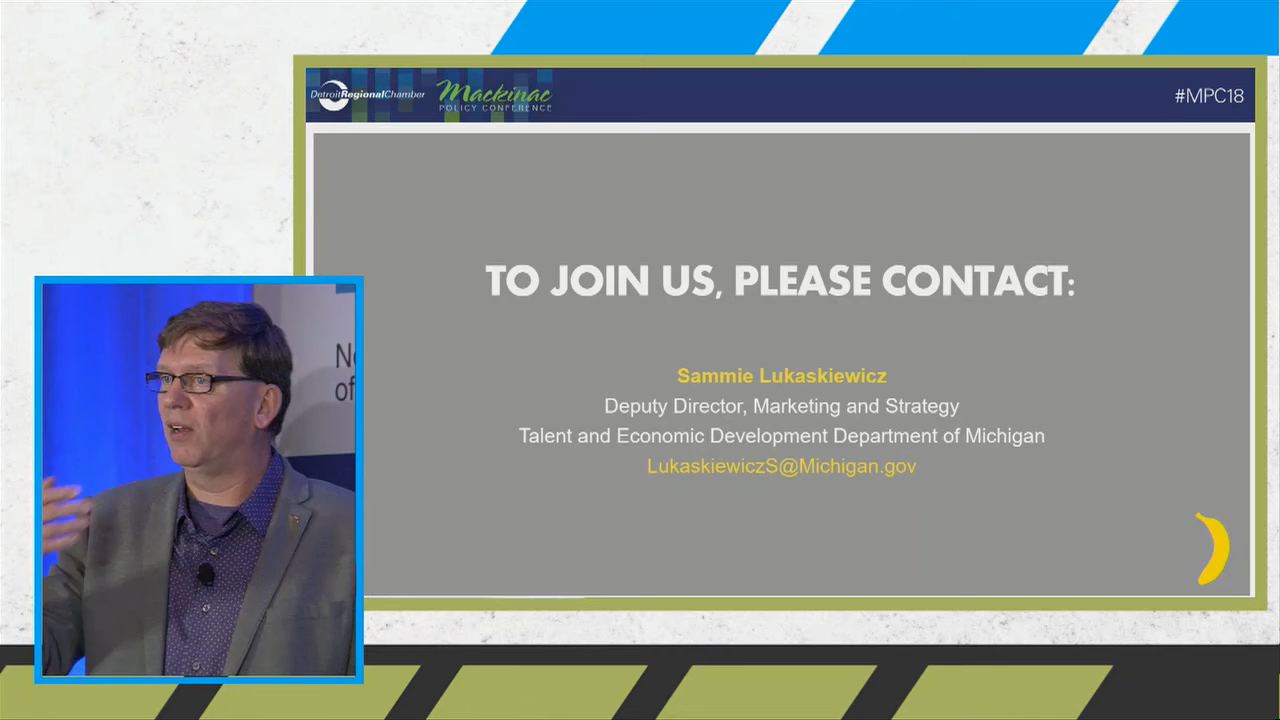 DetroitRegionalChamber
Mackinac
POLICY CONFERENCE
#MPC18
TO JOIN US, PLEASE CONTACT:
Sammie Lukaskiewicz
Deputy Director, Marketing and Strategy
Talent and Economic Development Department of Michigan
LukaskiewiczS@Michigan.gov
of